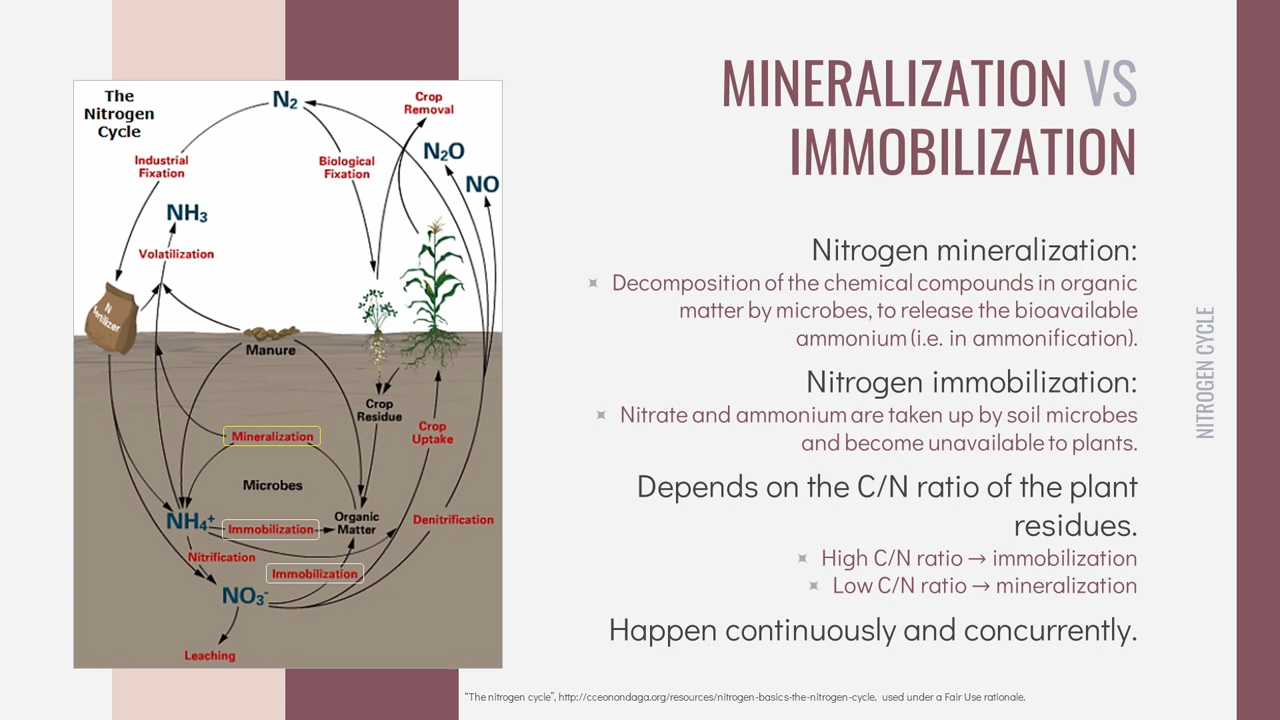 The
Nitrogen
Cycle
N2
Crop
Removal
N2O
NO
Industrial
Fixation
Biological
Fixation
NH3
Volatilization
N
Fertilizer
Manure
Crop
Residue
Crop
Uptake
Mineralization
Microbes
NH4+
Immobilization
Organic
Matter
Denitrification
Nitrification
Immobilization
NO3-
Leaching
MINERALIZATION VS
IMMOBILIZATION
Nitrogen mineralization:
Decomposition of the chemical compounds in organic
matter by microbes, to release the bioavailable
ammonium (i.e. in ammonification).
Nitrogen immobilization:
Nitrate and ammonium are taken up by soil microbes
and become unavailable to plants.
Depends on the C/N ratio of the plant
residues.
High C/N ratio → immobilization
Low C/N ratio → mineralization
Happen continuously and concurrently.
NITROGEN CYCLE
“The nitrogen cycle”, http://cceonondaga.org/resources/nitrogen-basics-the-nitrogen-cycle, used under a Fair Use rationale.